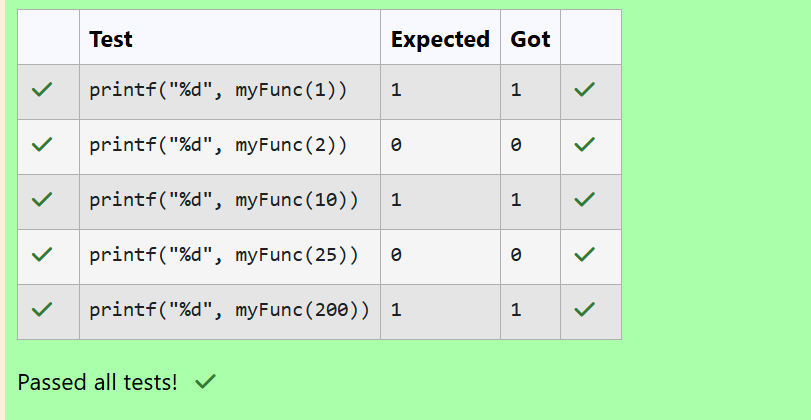 Test Expected Got
printf("%d", myFunc(1)) 1 1
printf("%d", myFunc(2)) 0 0
printf("%d", myFunc(10)) 1 1
printf("%d", myFunc(25)) 0 0
printf("%d", myFunc(200)) 1 1
Passed all tests!